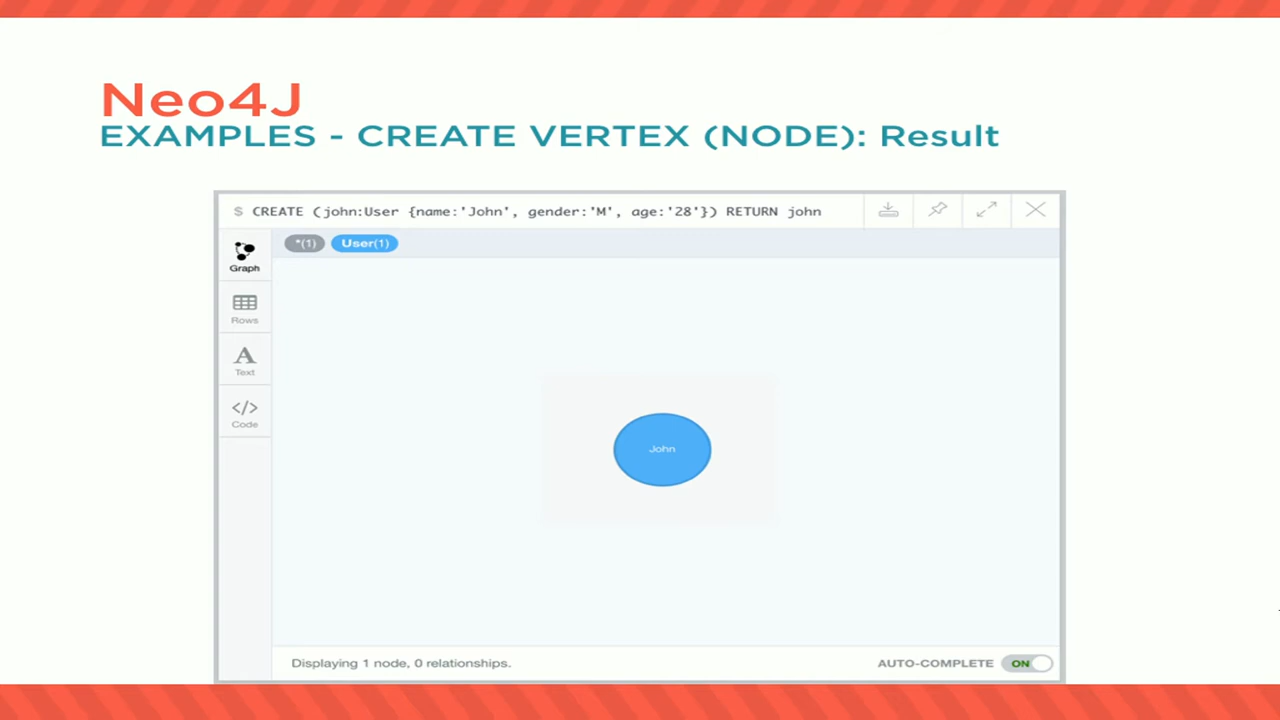 Neo4J
EXAMPLES - CREATE VERTEX (NODE): Result
$ CREATE (john:User {name:'John', gender:'M', age:'28'}) RETURN john
*(1) User(1)
Graph
Rows
A
Text
</>
Code
John
Displaying 1 node, 0 relationships.
AUTO-COMPLETE ON